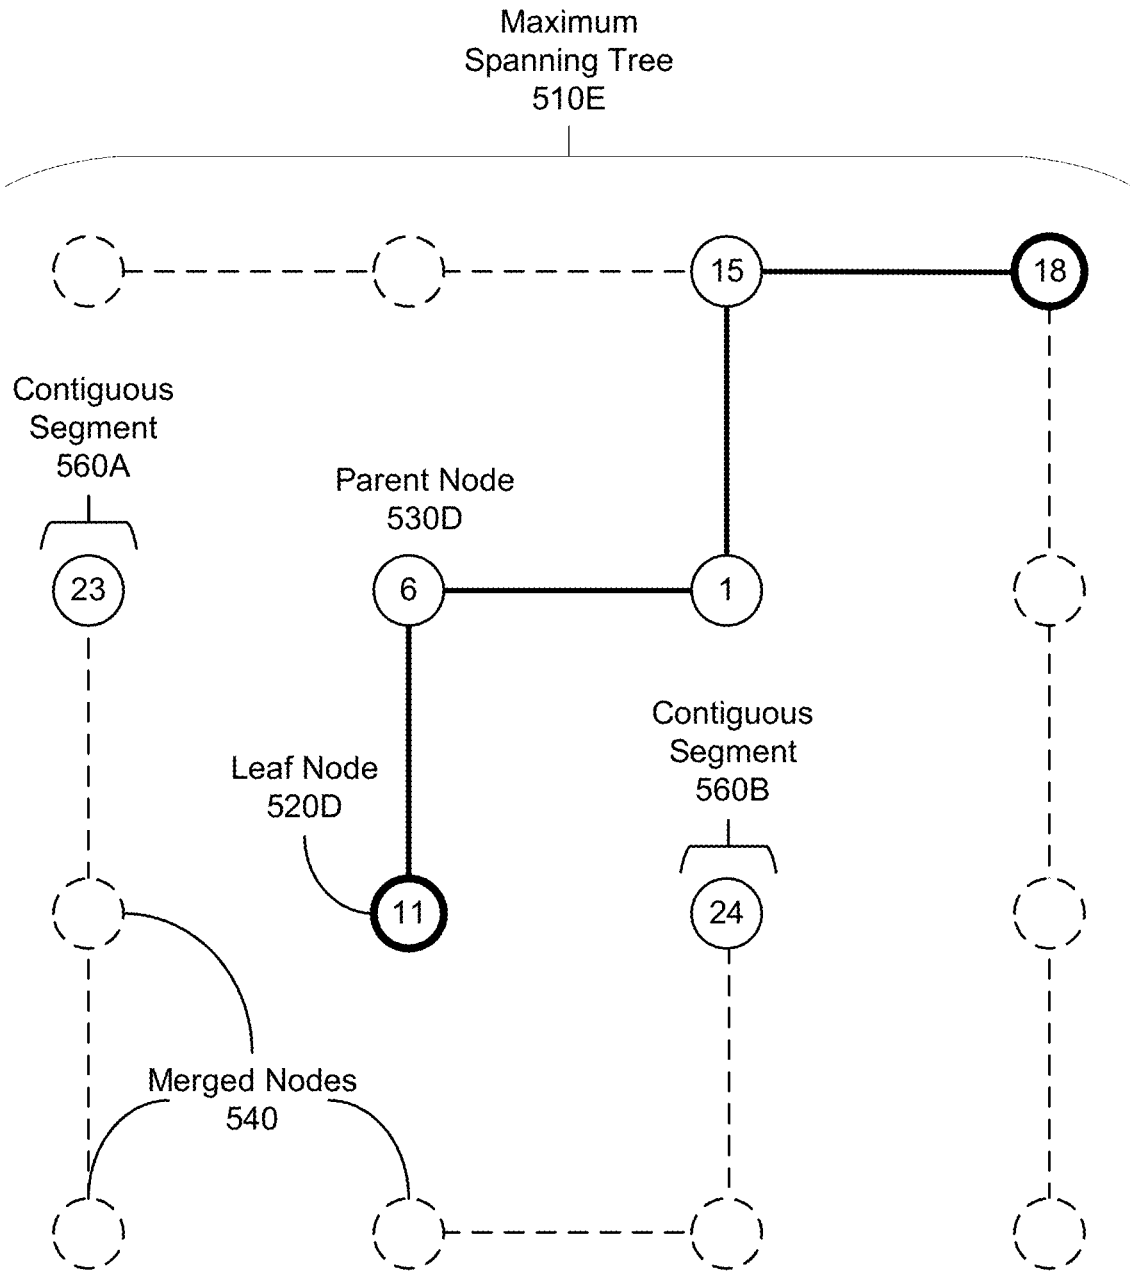 Maximum
Spanning Tree
510E
15
18
Contiguous
Segment
560A
Parent Node
530D
23
6
1
Contiguous
Segment
560B
Leaf Node
520D
11
24
Merged Nodes
540